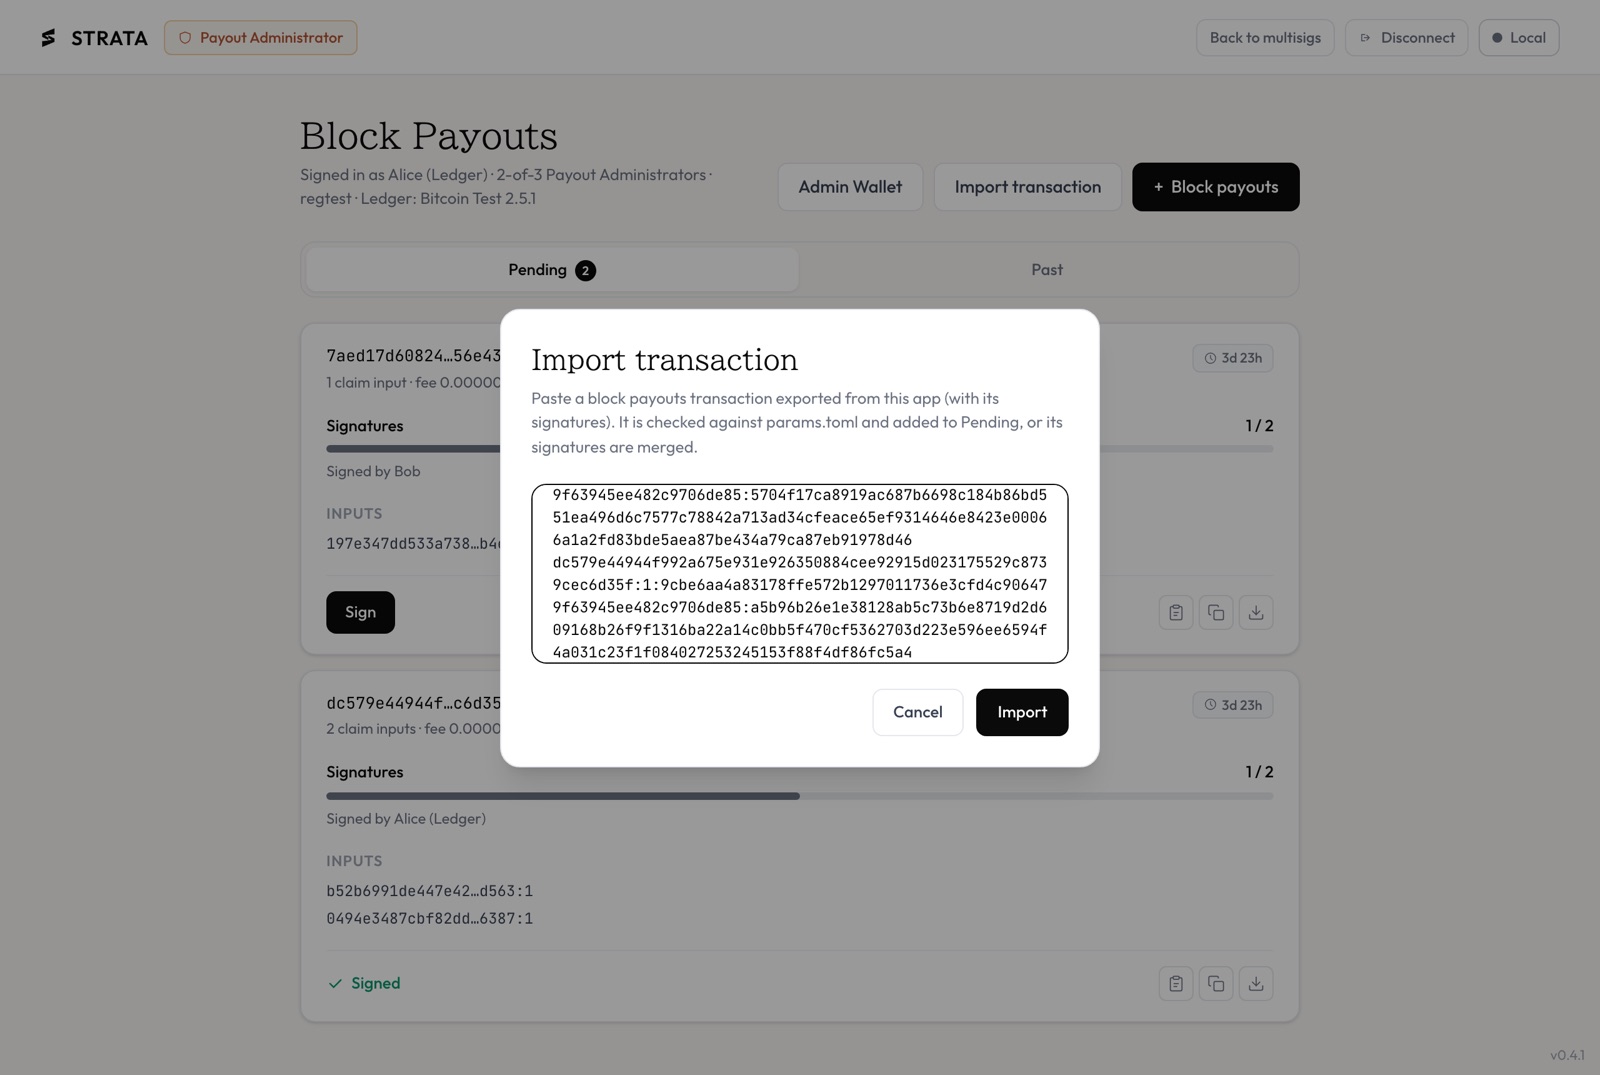 STRATA
Payout Administrator
Back to multisigs
Disconnect
Local
Block Payouts
Signed in as Alice (Ledger) · 2-of-3 Payout Administrators ·
regtest · Ledger: Bitcoin Test 2.5.1
Admin Wallet
Import transaction
+ Block payouts
Pending 2
Past
7aed17d60824…56e43
3d 23h
1 claim input · fee 0.00000
Signatures
1 / 2
Signed by Bob
INPUTS
197e347dd533a738…b4
Sign
Import transaction
Paste a block payouts transaction exported from this app (with its
signatures). It is checked against params.toml and added to Pending, or its
signatures are merged.
9f63945ee482c9706de85:5704f17ca8919ac687b6698c184b86bd5
51ea496d6c7577c78842a713ad34cfeace65ef9314646e8423e0006
6a1a2fd83bde5aea87be434a79ca87eb91978d46
dc579e44944f992a675e931e926350884cee92915d023175529c873
9cec6d35f:1:9cbe6aa4a83178ffe572b1297011736e3cfd4c90647
9f63945ee482c9706de85:a5b96b26e1e38128ab5c73b6e8719d2d6
09168b26f9f1316ba22a14c0bb5f470cf5362703d223e596ee6594f
4a031c23f1f084027253245153f88f4df86fc5a4
Cancel
Import
dc579e44944f…c6d35
3d 23h
2 claim inputs · fee 0.0000
Signatures
1 / 2
Signed by Alice (Ledger)
INPUTS
b52b6991de447e42…d563:1
0494e3487cbf82dd…6387:1
Signed
v0.4.1